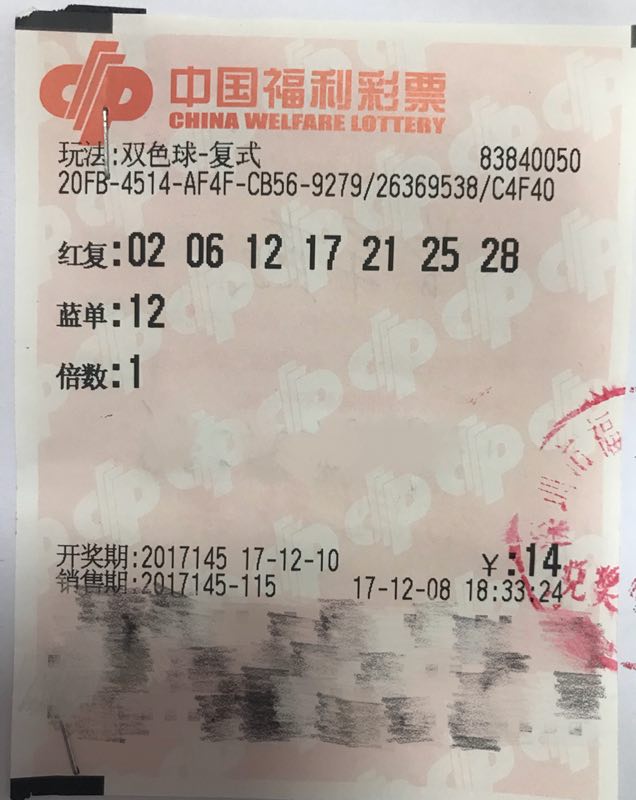 中国福利彩票
CHINA WELFARE LOTTERY
玩法:双色球-复式 83840050
20FB-4514-AF4F-CB56-9279/26369538/C4F40
红复:02 06 12 17 21 25 28
蓝单:12
倍数:1
开奖期:2017145 17-12-10 ¥:14
销售期:2017145-115 17-12-08 18:33:24
兑奖